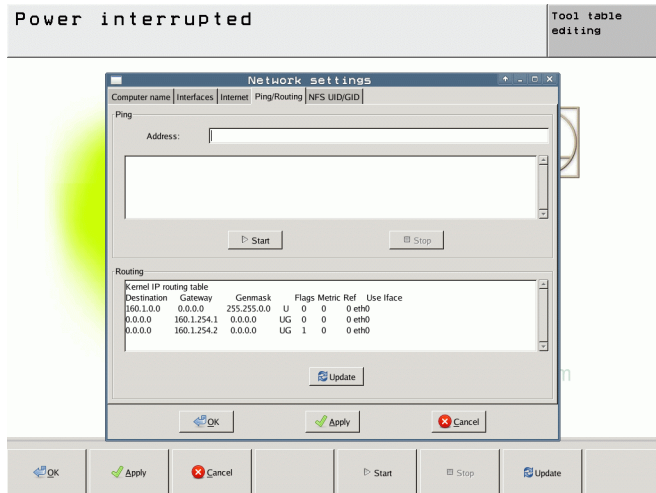 Power interrupted
Tool table
editing
Network settings
Computer name Interfaces Internet Ping/Routing NFS UID/GID
Ping
Address:
Start Stop
Routing
Kernel IP routing table
Destination Gateway Genmask Flags Metric Ref Use Iface
160.1.0.0 0.0.0.0 255.255.0.0 U 0 0 0 eth0
0.0.0.0 160.1.254.1 0.0.0.0 UG 0 0 0 eth0
0.0.0.0 160.1.254.2 0.0.0.0 UG 1 0 0 eth0
Update
OK Apply Cancel
m
OK Apply Cancel Start Stop Update